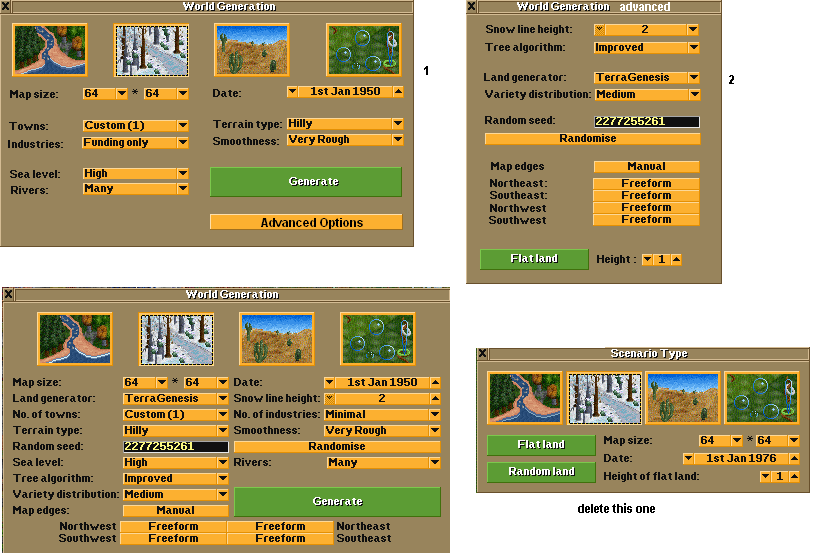 World Generation
Map size: 64 * 64 Date: 1st Jan 1950
Towns: Custom (1) Terrain type: Hilly
Industries: Funding only Smoothness: Very Rough
Sea level: High Generate
Rivers: Many
Advanced Options
1
World Generation advanced
Snow line height: 2
Tree algorithm: Improved
Land generator: TerraGenesis
Variety distribution: Medium
Random seed: 2277255261
Randomise
Map edges Manual
Northeast: Freeform
Southeast: Freeform
Northwest Freeform
Southwest Freeform
Flat land Height : 1
2
World Generation
Map size: 64 * 64 Date: 1st Jan 1950
Land generator: TerraGenesis Snow line height: 2
No. of towns: Custom (1) No. of industries: Minimal
Terrain type: Hilly Smoothness: Very Rough
Random seed: 2277255261 Randomise
Sea level: High Rivers: Many
Tree algorithm: Improved
Variety distribution: Medium Generate
Map edges: Manual
Northwest Freeform Freeform Northeast
Southwest Freeform Freeform Southeast
Scenario Type
Flat land Map size: 64 * 64
Date: 1st Jan 1976
Random land Height of flat land: 1
delete this one